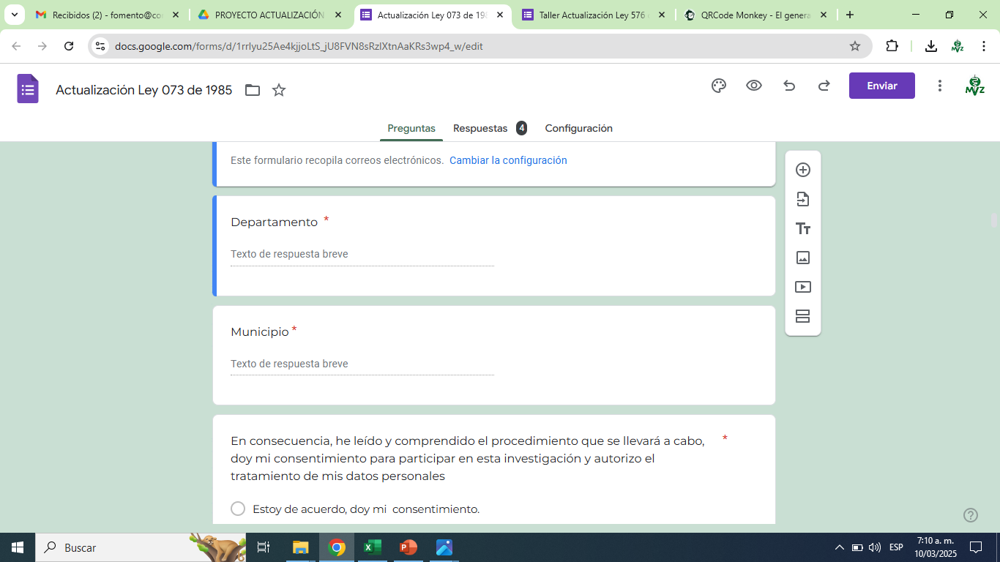 Recibidos (2) - fomento@co
PROYECTO ACTUALIZACIÓN
Actualización Ley 073 de 198
Taller Actualización Ley 576
QRCode Monkey - El genera
docs.google.com/forms/d/1rrIyu25Ae4kjjoLtS_jU8FVN8sRzlXtnAaKRs3wp4_w/edit
Actualización Ley 073 de 1985
Enviar
MVZ
Preguntas
Respuestas 4
Configuración
Este formulario recopila correos electrónicos. Cambiar la configuración
Departamento *
Texto de respuesta breve
Municipio *
Texto de respuesta breve
En consecuencia, he leído y comprendido el procedimiento que se llevará a cabo, *
doy mi consentimiento para participar en esta investigación y autorizo el
tratamiento de mis datos personales
Estoy de acuerdo, doy mi  consentimiento.
Buscar
ESP
7:10 a. m.
10/03/2025